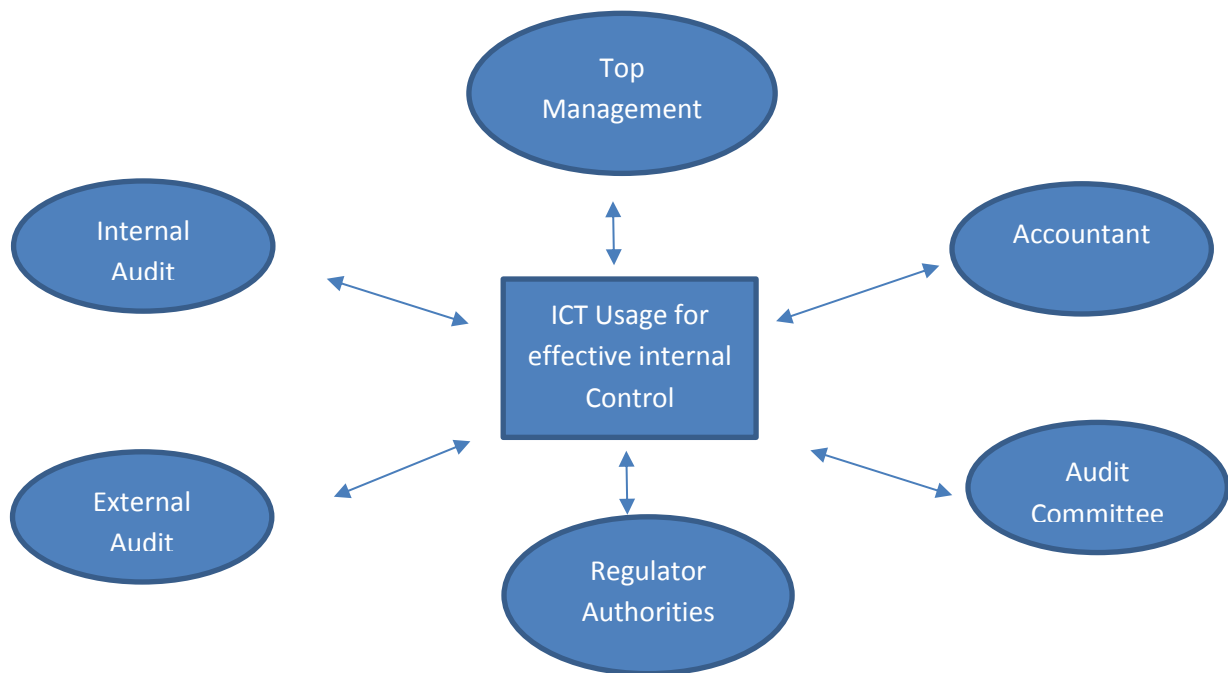 Top
Management
Internal
Audit
Accountant
ICT Usage for
effective internal
Control
External
Audit
Audit
Committee
Regulator
Authorities